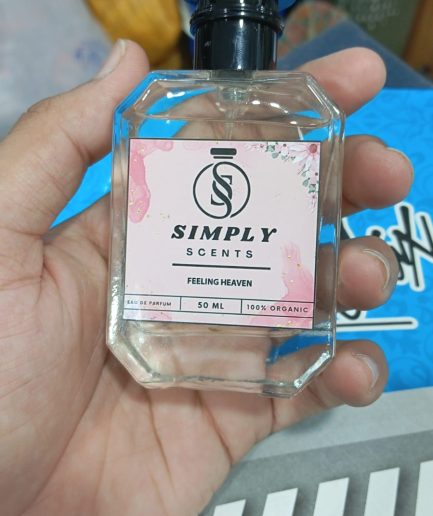 SIMPLY
SCENTS
FEELING HEAVEN
EAU DE PARFUM
50 ML
100% ORGANIC